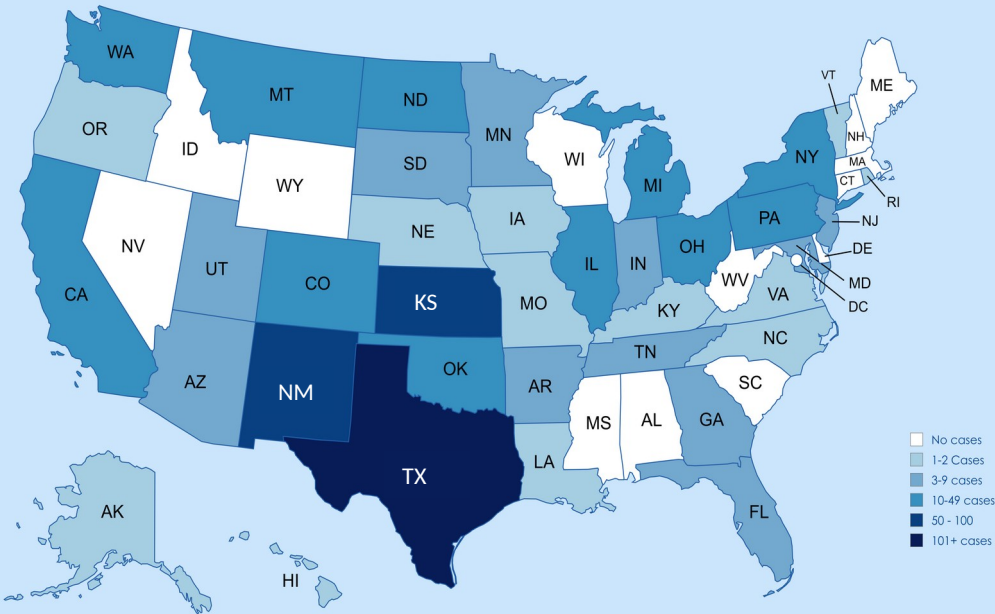 WA
MT
ND
MN
OR
ID
SD
WI
WY
MI
NY
VT
ME
NH
MA
CT
RI
NJ
PA
DE
MD
DC
NE
IA
NV
UT
CO
KS
IL
IN
OH
WV
VA
CA
MO
KY
NC
TN
AZ
NM
OK
AR
SC
MS
AL
GA
TX
LA
FL
AK
HI
No cases
1-2 Cases
3-9 cases
10-49 cases
50 - 100
101+ cases